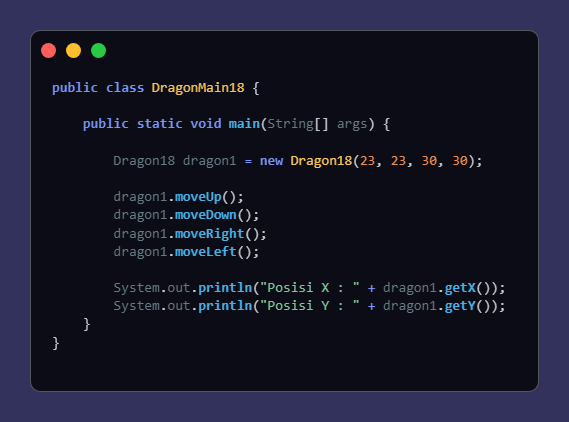 public class DragonMain18 {
public static void main(String[] args) {
Dragon18 dragon1 = new Dragon18(23, 23, 30, 30);
dragon1.moveUp();
dragon1.moveDown();
dragon1.moveRight();
dragon1.moveLeft();
System.out.println("Posisi X : " + dragon1.getX());
System.out.println("Posisi Y : " + dragon1.getY());
}
}